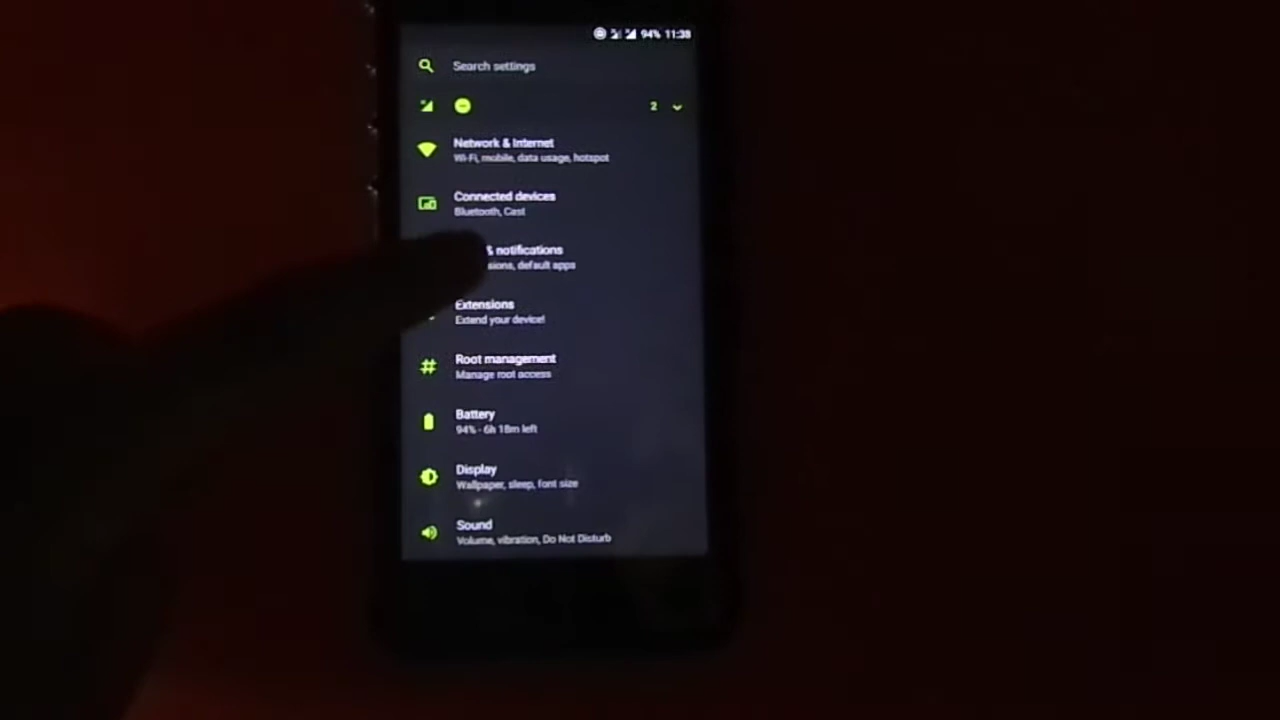 94% 11:38
Search settings
2
Network & Internet
Wi-Fi, mobile, data usage, hotspot
Connected devices
Bluetooth, Cast
& notifications
default apps
Extensions
Extend your device!
Root management
Manage root access
Battery
94% - 6h 18m left
Display
Wallpaper, sleep, font size
Sound
Volume, vibration, Do Not Disturb